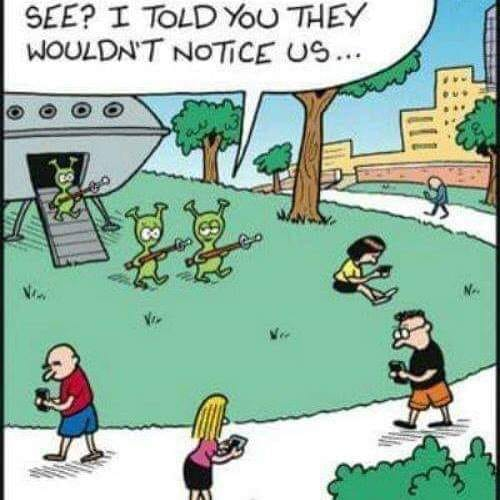 SEE? I TOLD YOU THEY
WOULDN'T NOTICE US...